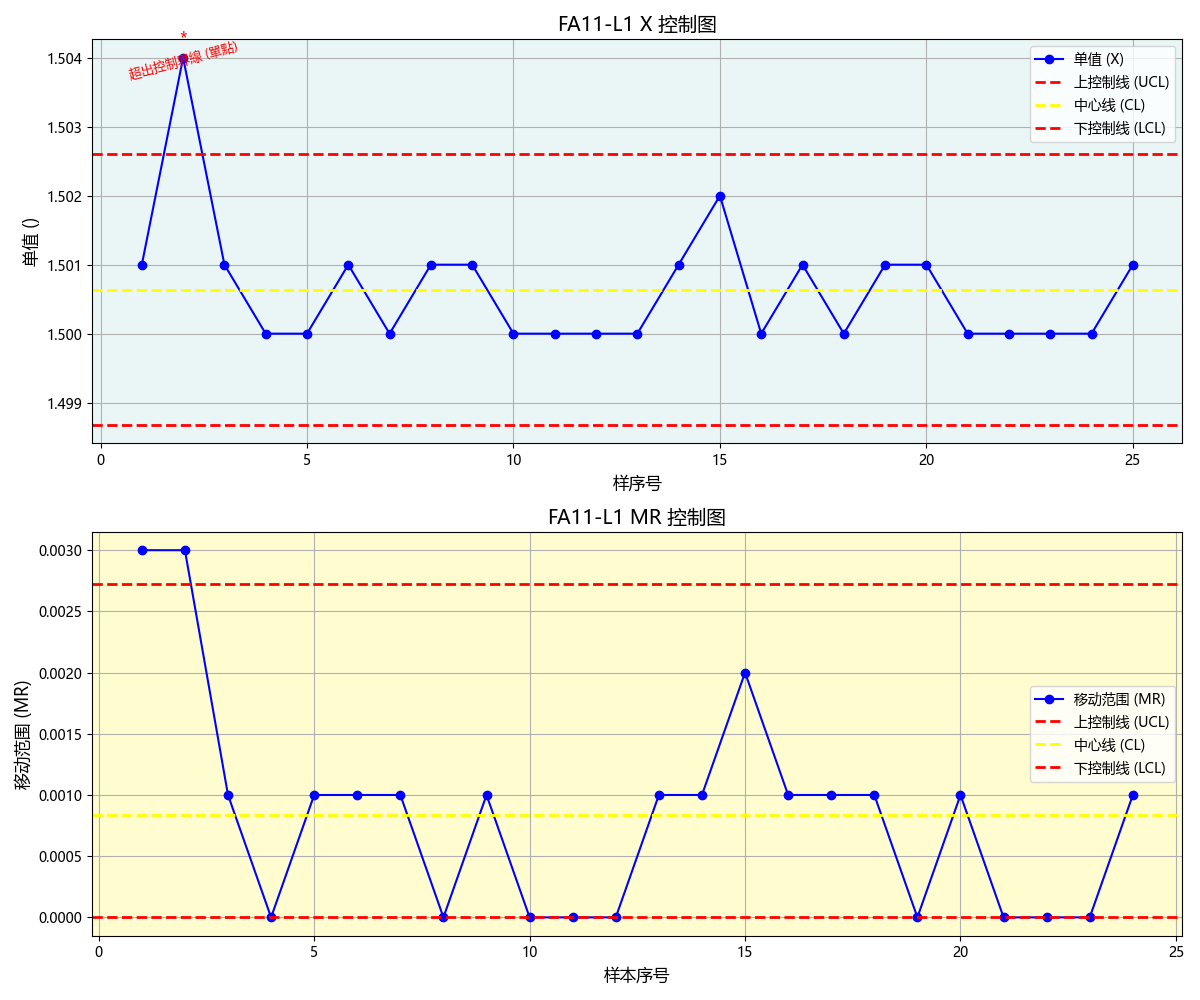 FA11-L1 X 控制图
*
超出控制界線 (單點)
1.504
1.503
1.502
1.501
1.500
1.499
单值 ()
单值 (X)
上控制线 (UCL)
中心线 (CL)
下控制线 (LCL)
0 5 10 15 20 25
样序号
FA11-L1 MR 控制图
0.0030
0.0025
0.0020
0.0015
0.0010
0.0005
0.0000
移动范围 (MR)
移动范围 (MR)
上控制线 (UCL)
中心线 (CL)
下控制线 (LCL)
0 5 10 15 20 25
样本序号